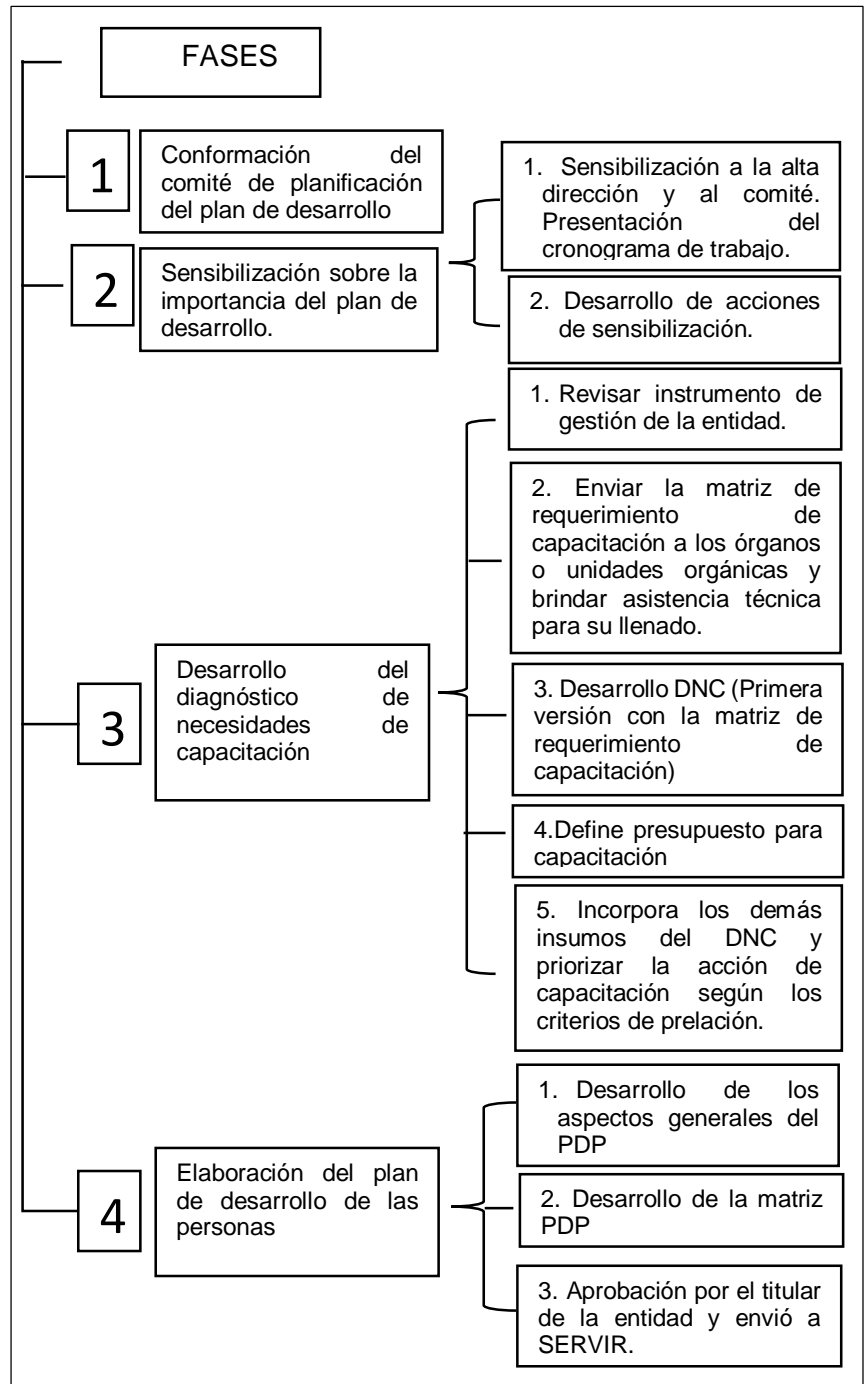 FASES
1
Conformación del
comité de planificación
del plan de desarrollo
2
Sensibilización sobre la
importancia del plan de
desarrollo.
1. Sensibilización a la alta
dirección y al comité.
Presentación del
cronograma de trabajo.
2. Desarrollo de acciones
de sensibilización.
3
Desarrollo del
diagnóstico de
necesidades de
capacitación
1. Revisar instrumento de
gestión de la entidad.
2. Enviar la matriz de
requerimiento de
capacitación a los órganos
o unidades orgánicas y
brindar asistencia técnica
para su llenado.
3. Desarrollo DNC (Primera
versión con la matriz de
requerimiento de
capacitación)
4.Define presupuesto para
capacitación
5. Incorpora los demás
insumos del DNC y
priorizar la acción de
capacitación según los
criterios de prelación.
4
Elaboración del plan
de desarrollo de las
personas
1. Desarrollo de los
aspectos generales del
PDP
2. Desarrollo de la matriz
PDP
3. Aprobación por el titular
de la entidad y envió a
SERVIR.